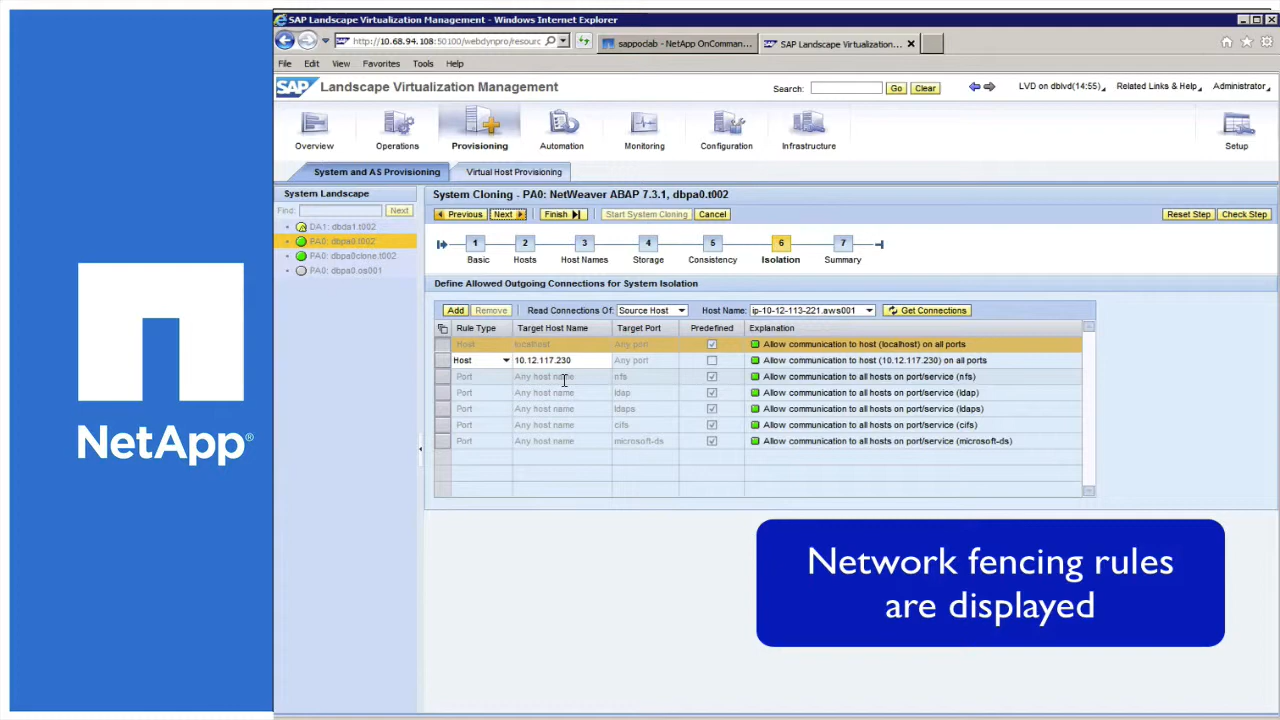 SAP Landscape Virtualization Management - Windows Internet Explorer
http://10.68.94.108:50100/webdynpro/resourc
sappoclab - NetApp OnComman...
SAP Landscape Virtualization...
File Edit View Favorites Tools Help
SAP Landscape Virtualization Management
Search: Go Clear
LVD on dblvd(14:55) Related Links & Help Administrator
Overview Operations Provisioning Automation Monitoring Configuration Infrastructure Setup
System and AS Provisioning Virtual Host Provisioning
System Landscape
Find: Next
DA1: dbda1.t002
PA0: dbpa0.t002
PA0: dbpa0clone.t002
PA0: dbpa0.os001
System Cloning - PA0: NetWeaver ABAP 7.3.1, dbpa0.t002
Previous Next Finish Start System Cloning Cancel Reset Step Check Step
1 2 3 4 5 6 7
Basic Hosts Host Names Storage Consistency Isolation Summary
Define Allowed Outgoing Connections for System Isolation
Add Remove Read Connections Of: Source Host Host Name: ip-10-12-113-221.aws001 Get Connections
Rule Type Target Host Name Target Port Predefined Explanation
Host localhost Any port Allow communication to host (localhost) on all ports
Host 10.12.117.230 Any port Allow communication to host (10.12.117.230) on all ports
Port Any host name nfs Allow communication to all hosts on port/service (nfs)
Port Any host name ldap Allow communication to all hosts on port/service (ldap)
Port Any host name ldaps Allow communication to all hosts on port/service (ldaps)
Port Any host name cifs Allow communication to all hosts on port/service (cifs)
Port Any host name microsoft-ds Allow communication to all hosts on port/service (microsoft-ds)
NetApp®
Network fencing rules
are displayed